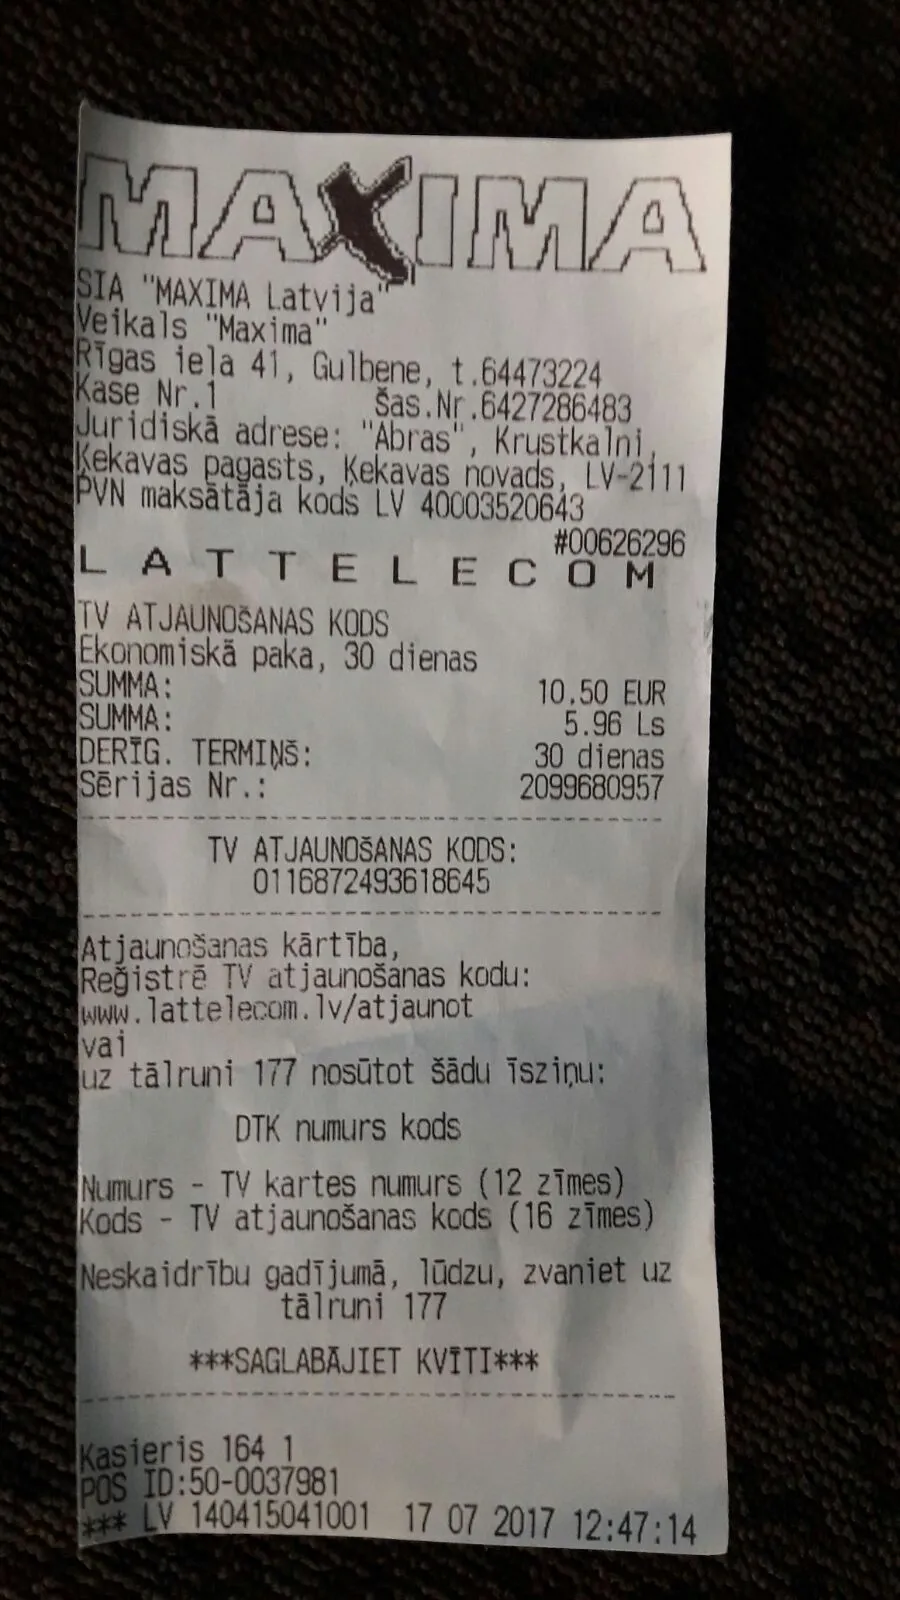 MAXIMA
SIA "MAXIMA Latvija"
Veikals "Maxima"
Rīgas iela 41, Gulbene, t.64473224
Kase Nr.1 Šas.Nr.6427286483
Juridiskā adrese: "Abras", Krustkalni,
Ķekavas pagasts, Ķekavas novads, LV-2111
PVN maksātāja kods LV 40003520643
#00626296
LATTELECOM
TV ATJAUNOŠANAS KODS
Ekonomiskā paka, 30 dienas
SUMMA: 10.50 EUR
SUMMA: 5.96 Ls
DERĪG. TERMIŅŠ: 30 dienas
Sērijas Nr.: 2099680957
TV ATJAUNOŠANAS KODS:
0116872493618645
Atjaunošanas kārtība,
Reģistrē TV atjaunošanas kodu:
www.lattelecom.lv/atjaunot
vai
uz tālruni 177 nosūtot šādu īsziņu:
DTK numurs kods
Numurs - TV kartes numurs (12 zīmes)
Kods - TV atjaunošanas kods (16 zīmes)
Neskaidrību gadījumā, lūdzu, zvaniet uz
tālruni 177
***SAGLABĀJIET KVĪTI***
Kasieris 164 1
POS ID:50-0037981
*** LV 140415041001 17 07 2017 12:47:14